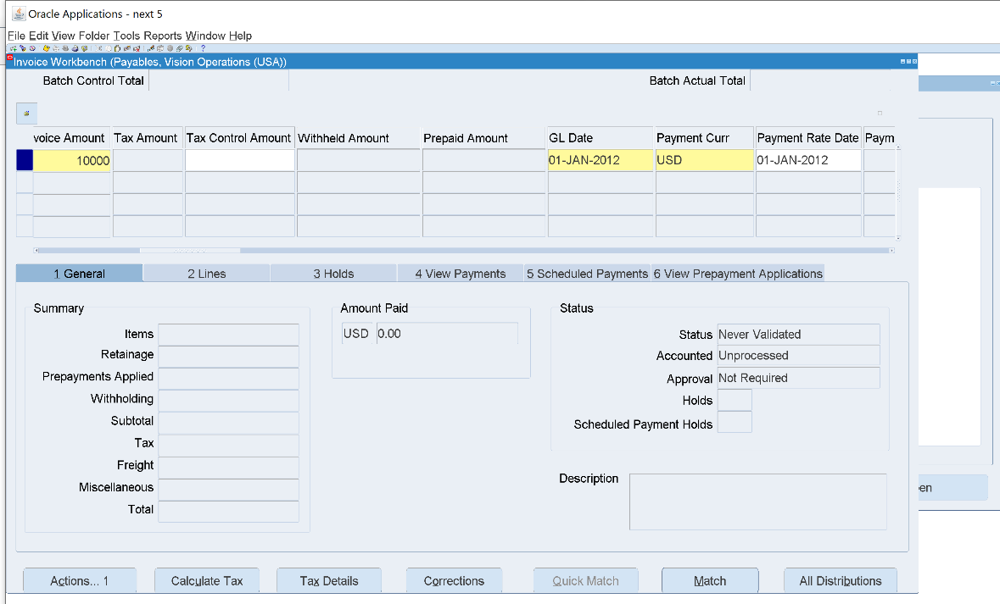 Oracle Applications - next 5
File Edit View Folder Tools Reports Window Help
Invoice Workbench (Payables, Vision Operations (USA))
Batch Control Total
Batch Actual Total
voice Amount Tax Amount Tax Control Amount Withheld Amount Prepaid Amount GL Date Payment Curr Payment Rate Date Paym
10000 01-JAN-2012 USD 01-JAN-2012
1 General 2 Lines 3 Holds 4 View Payments 5 Scheduled Payments 6 View Prepayment Applications
Summary
Items
Retainage
Prepayments Applied
Withholding
Subtotal
Tax
Freight
Miscellaneous
Total
Amount Paid
USD 0.00
Status
Status Never Validated
Accounted Unprocessed
Approval Not Required
Holds
Scheduled Payment Holds
Description
en
Actions... 1 Calculate Tax Tax Details Corrections Quick Match Match All Distributions